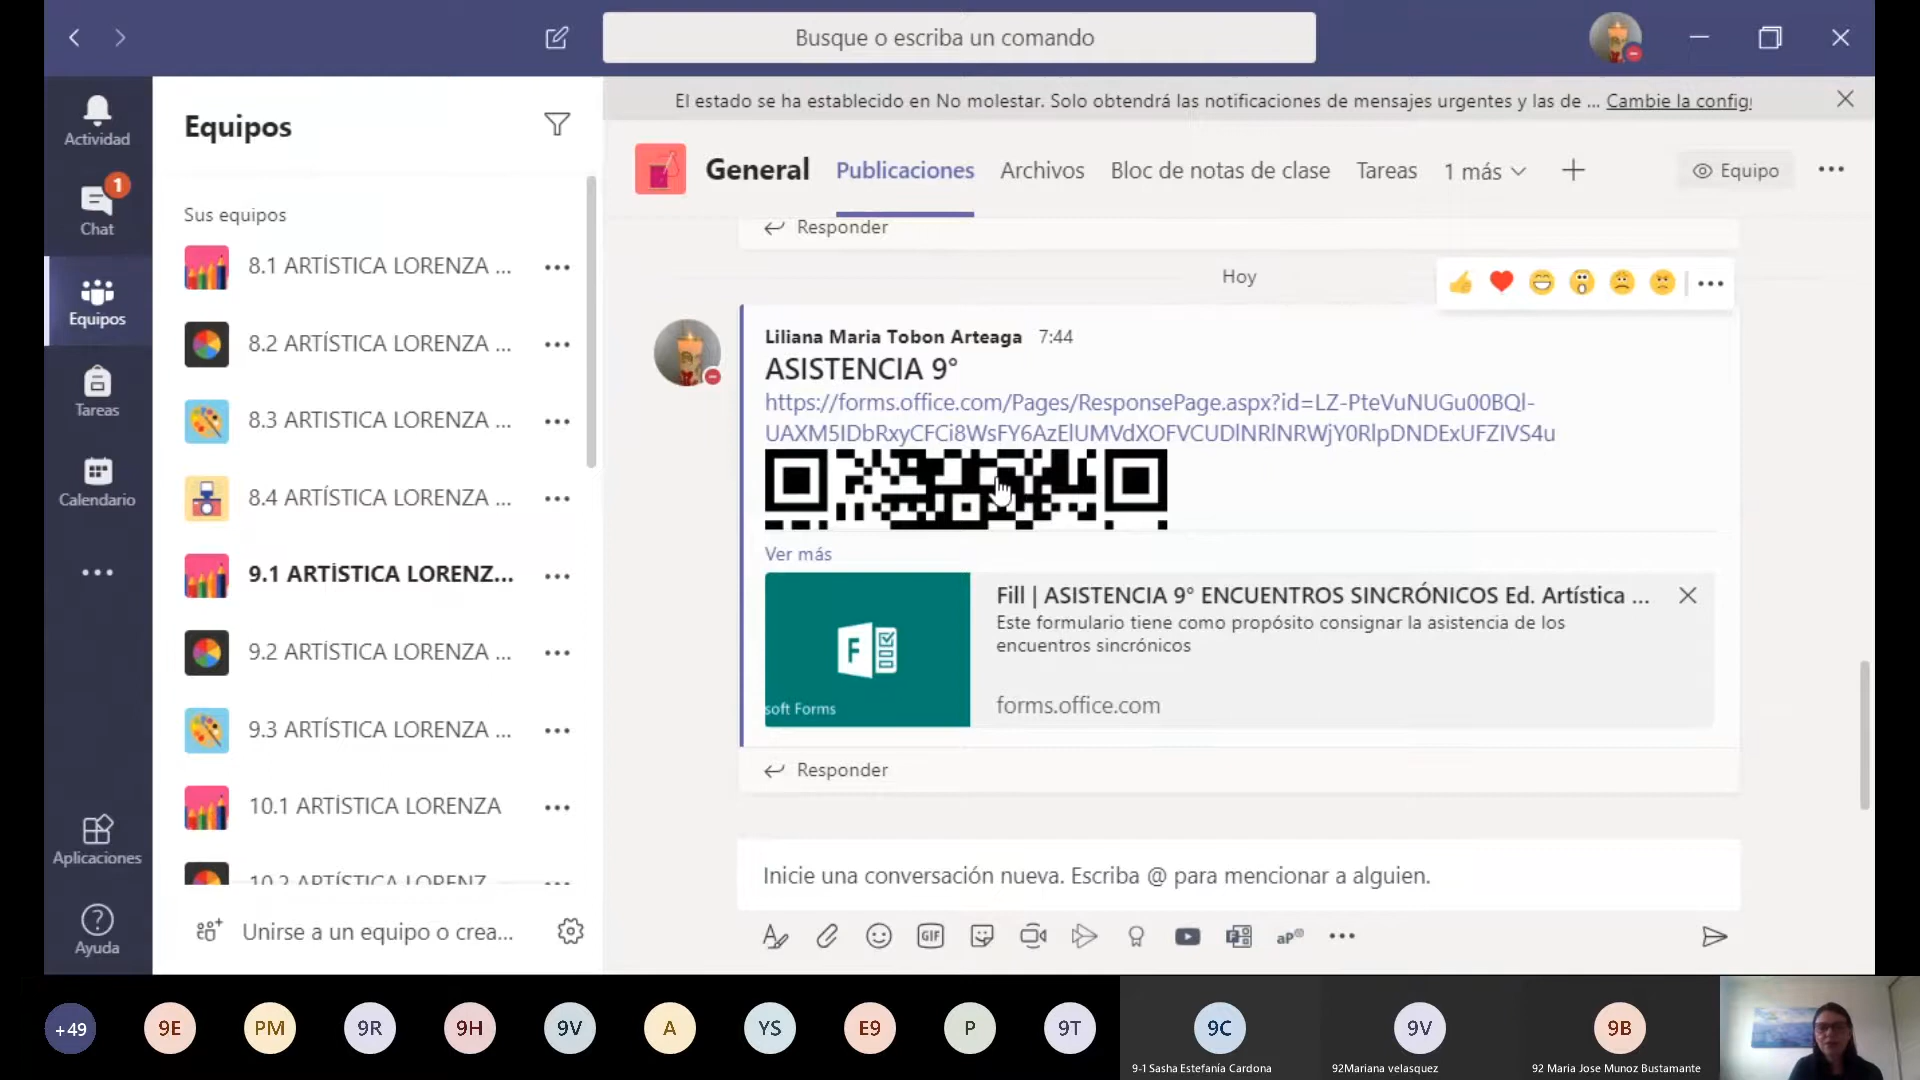 Busque o escriba un comando
El estado se ha establecido en No molestar. Solo obtendrá las notificaciones de mensajes urgentes y las de ... Cambie la config
Actividad
1
Chat
Equipos
Tareas
Calendario
Aplicaciones
Ayuda
Equipos
Sus equipos
8.1 ARTÍSTICA LORENZA ...
8.2 ARTÍSTICA LORENZA ...
8.3 ARTÍSTICA LORENZA ...
8.4 ARTÍSTICA LORENZA ...
9.1 ARTÍSTICA LORENZ...
9.2 ARTÍSTICA LORENZA ...
9.3 ARTÍSTICA LORENZA ...
10.1 ARTÍSTICA LORENZA
10.2 ARTÍSTICA LORENZ
Unirse a un equipo o crea...
General Publicaciones Archivos Bloc de notas de clase Tareas 1 más
Equipo
Responder
Hoy
Liliana Maria Tobon Arteaga 7:44
ASISTENCIA 9°
https://forms.office.com/Pages/ResponsePage.aspx?id=LZ-PteVuNUGu00BQl-
UAXM5IDbRxyCFCi8WsFY6AzElUMVdXOFVCUDlNRlNRWjY0RlpDNDExUFZIVS4u
Ver más
F
soft Forms
Fill | ASISTENCIA 9° ENCUENTROS SINCRÓNICOS Ed. Artística ...
Este formulario tiene como propósito consignar la asistencia de los
encuentros sincrónicos
forms.office.com
Responder
Inicie una conversación nueva. Escriba @ para mencionar a alguien.
GIF
aP
+49
9E
PM
9R
9H
9V
A
YS
E9
P
9T
9C
9-1 Sasha Estefanía Cardona
9V
92Mariana velasquez
9B
92 Maria Jose Munoz Bustamante